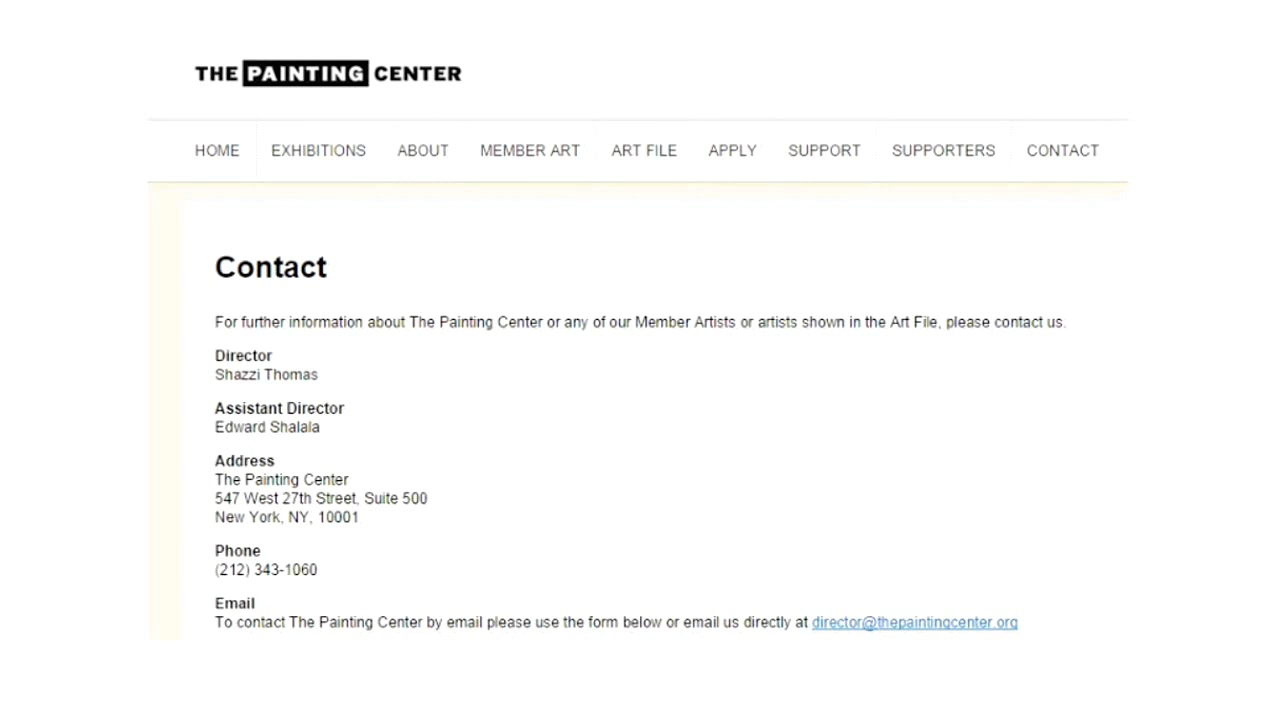 THE PAINTING CENTER
HOME EXHIBITIONS ABOUT MEMBER ART ART FILE APPLY SUPPORT SUPPORTERS CONTACT
Contact
For further information about The Painting Center or any of our Member Artists or artists shown in the Art File, please contact us.
Director
Shazzi Thomas
Assistant Director
Edward Shalala
Address
The Painting Center
547 West 27th Street, Suite 500
New York, NY, 10001
Phone
(212) 343-1060
Email
To contact The Painting Center by email please use the form below or email us directly at director@thepaintingcenter.org